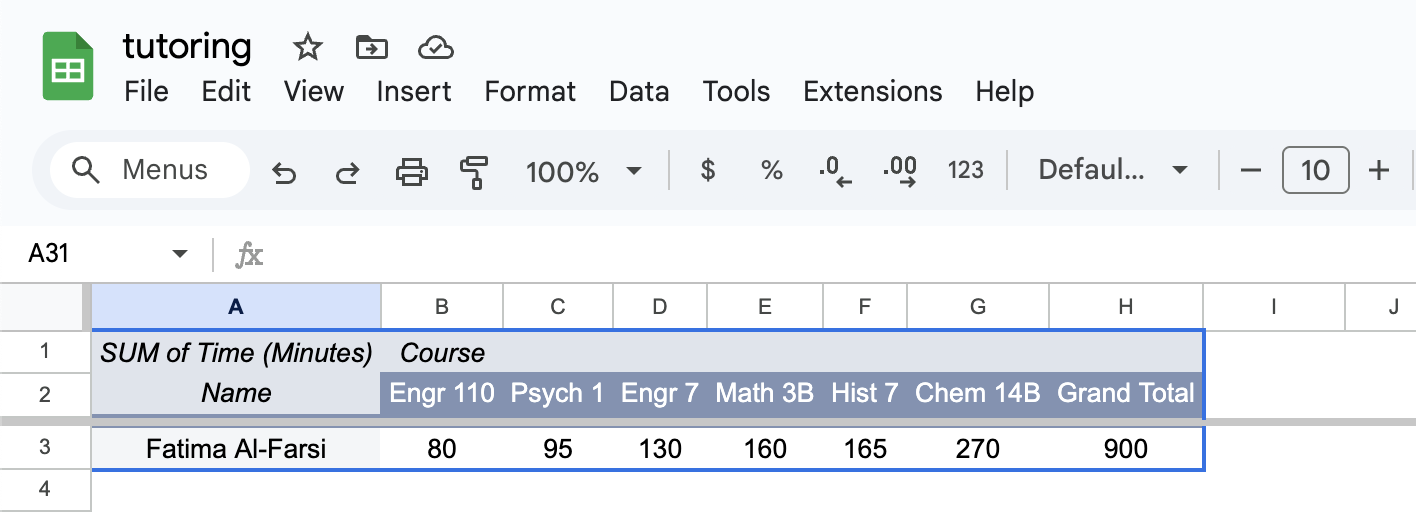 tutoring
File Edit View Insert Format Data Tools Extensions Help
Menus 100% $ % .0 .00 123 Defaul... − 10 +
A31 fx
A B C D E F G H I J
1 SUM of Time (Minutes) Course
2 Name Engr 110 Psych 1 Engr 7 Math 3B Hist 7 Chem 14B Grand Total
3 Fatima Al-Farsi 80 95 130 160 165 270 900
4